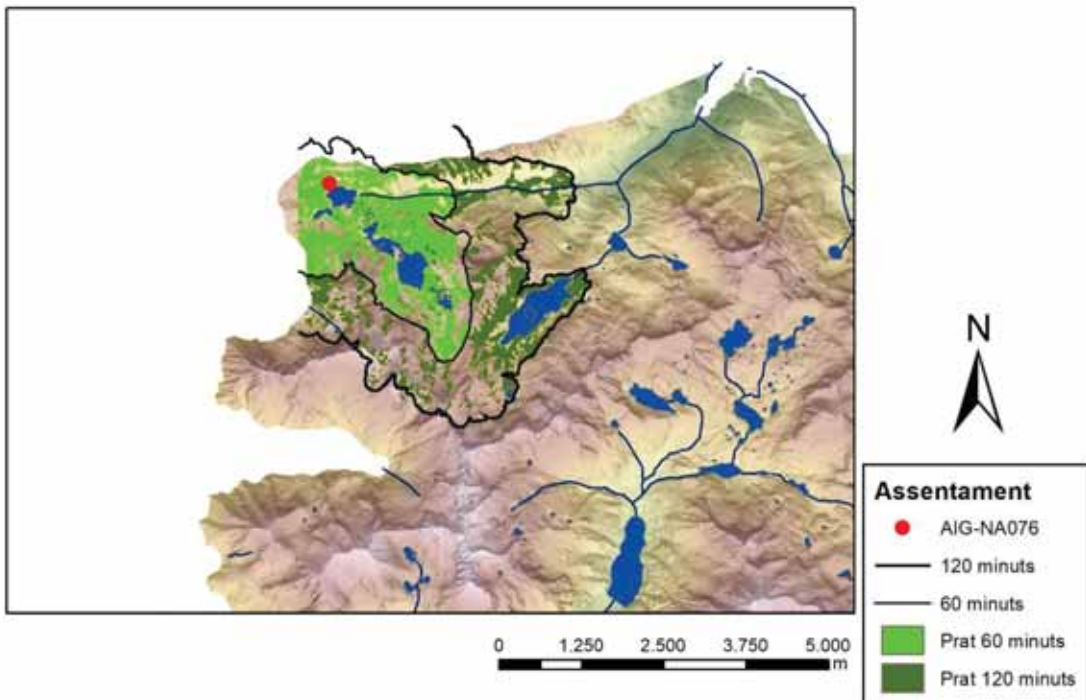 N
Assentament
AIG-NA076
120 minuts
60 minuts
Prat 60 minuts
Prat 120 minuts
0 1.250 2.500 3.750 5.000
m